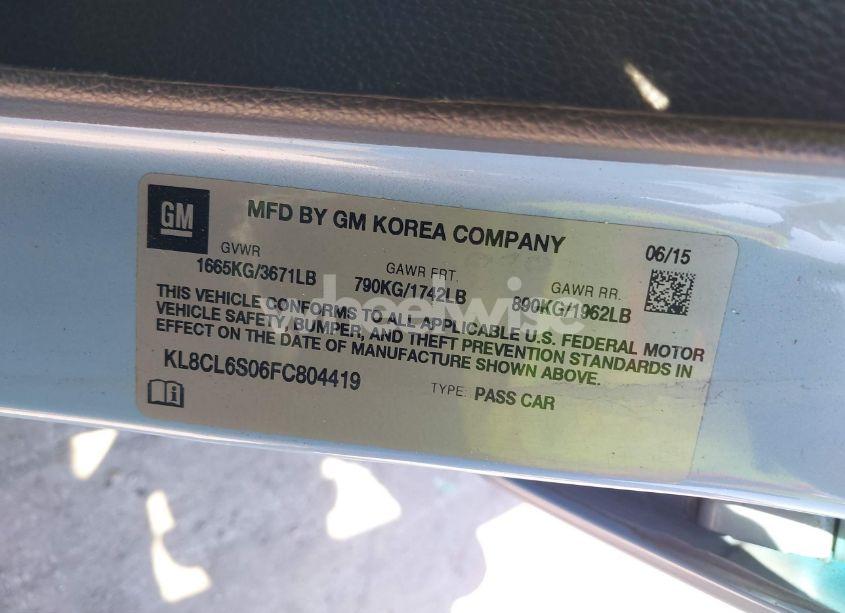 GM
MFD BY GM KOREA COMPANY
06/15
GVWR
GAWR FRT.
GAWR RR.
1665KG/3671LB
790KG/1742LB
890KG/1962LB
THIS VEHICLE CONFORMS TO ALL APPLICABLE U.S. FEDERAL MOTOR
VEHICLE SAFETY, BUMPER, AND THEFT PREVENTION STANDARDS IN
EFFECT ON THE DATE OF MANUFACTURE SHOWN ABOVE.
KL8CL6S06FC804419
TYPE: PASS CAR
wheelwise